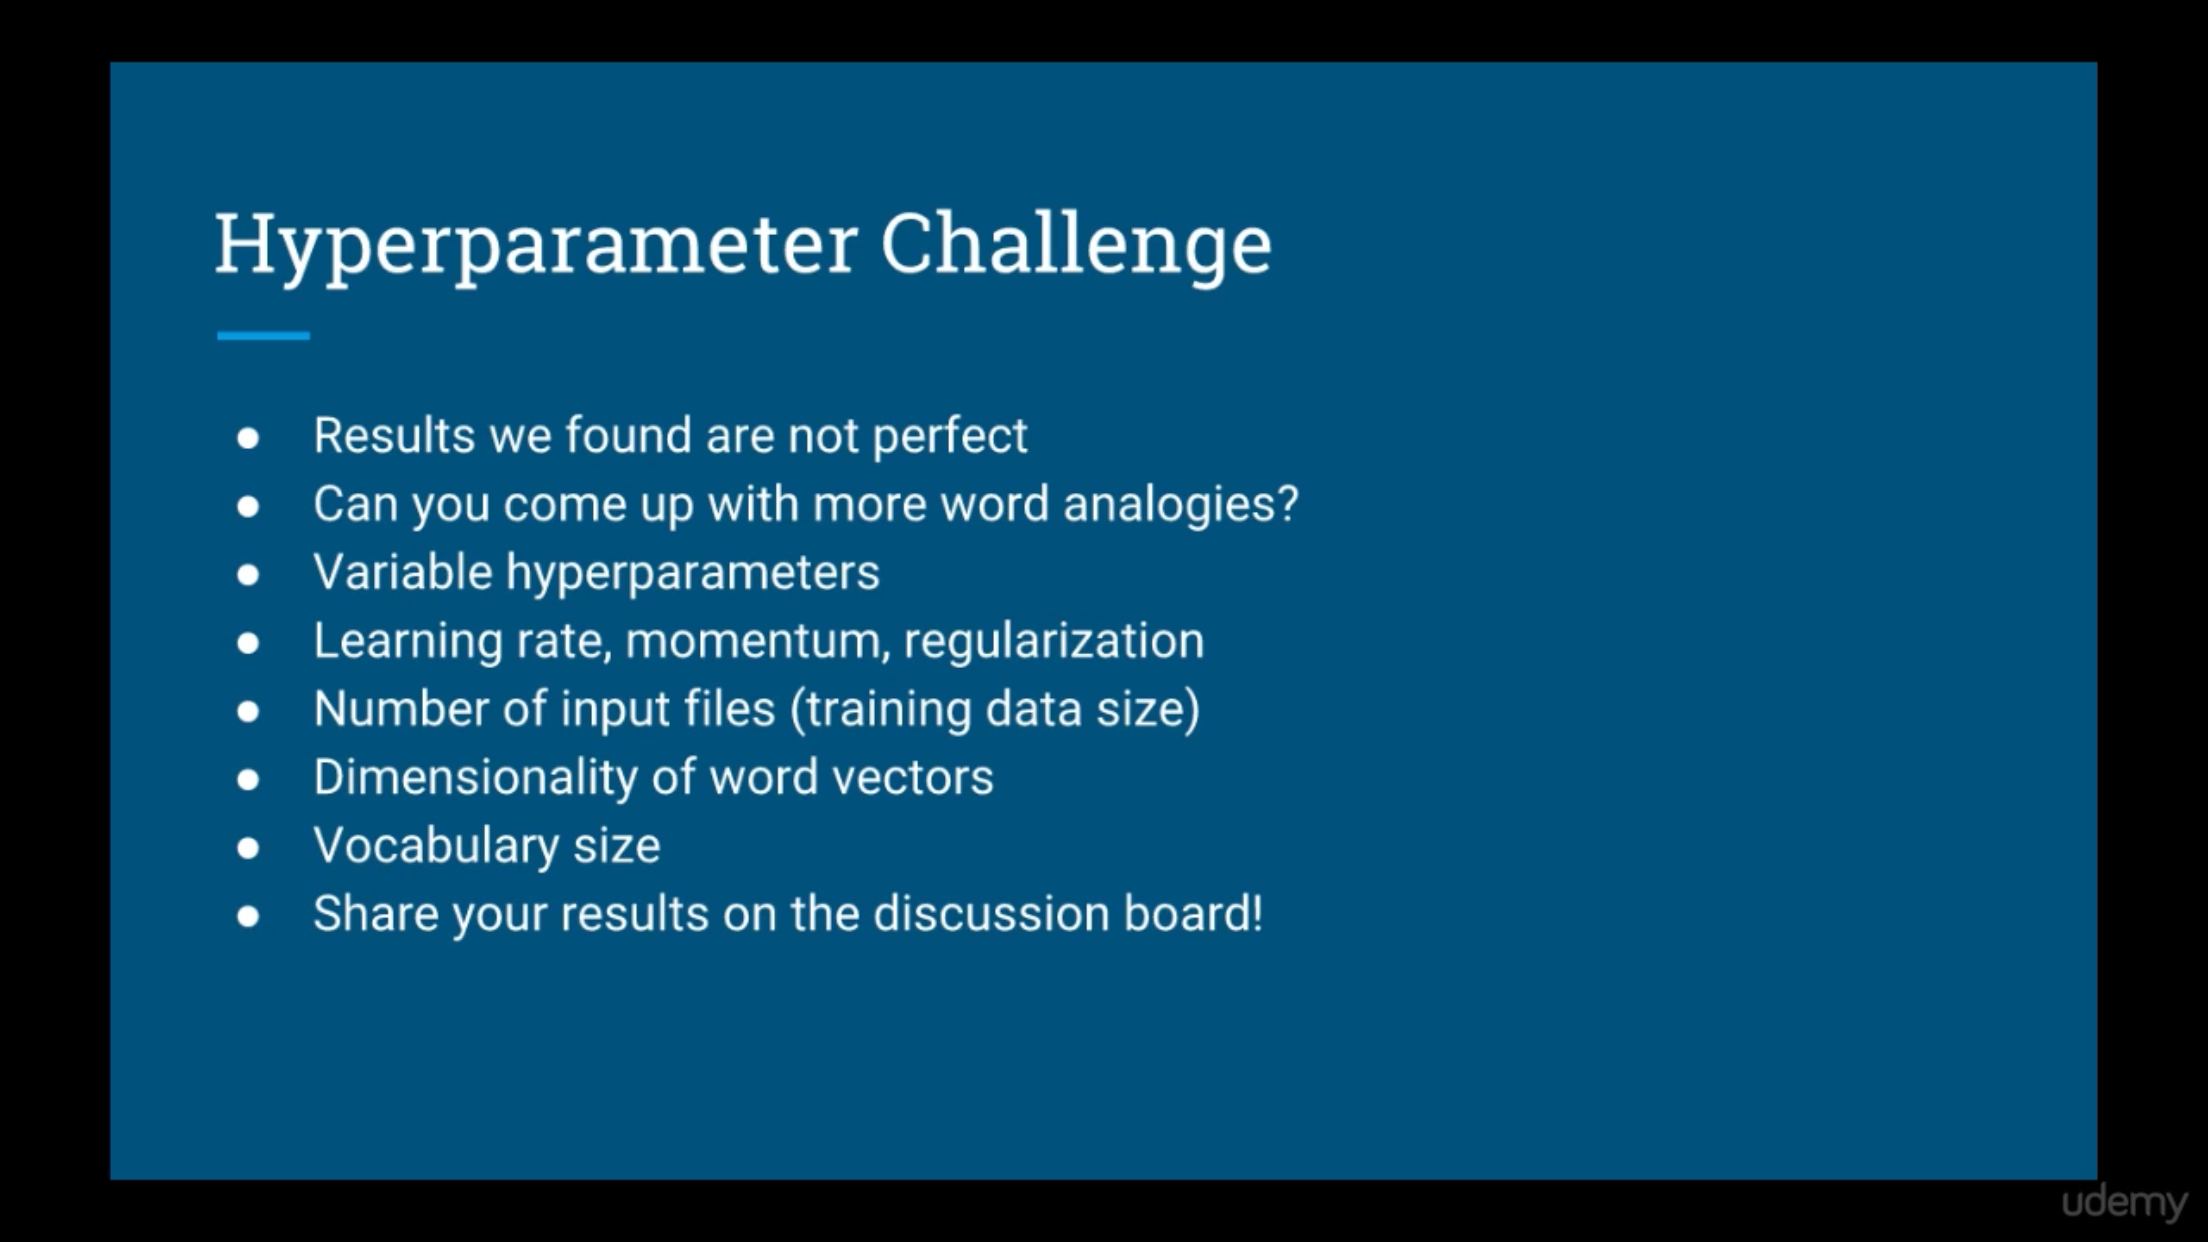 Hyperparameter Challenge
● Results we found are not perfect
● Can you come up with more word analogies?
● Variable hyperparameters
● Learning rate, momentum, regularization
● Number of input files (training data size)
● Dimensionality of word vectors
● Vocabulary size
● Share your results on the discussion board!
udemy